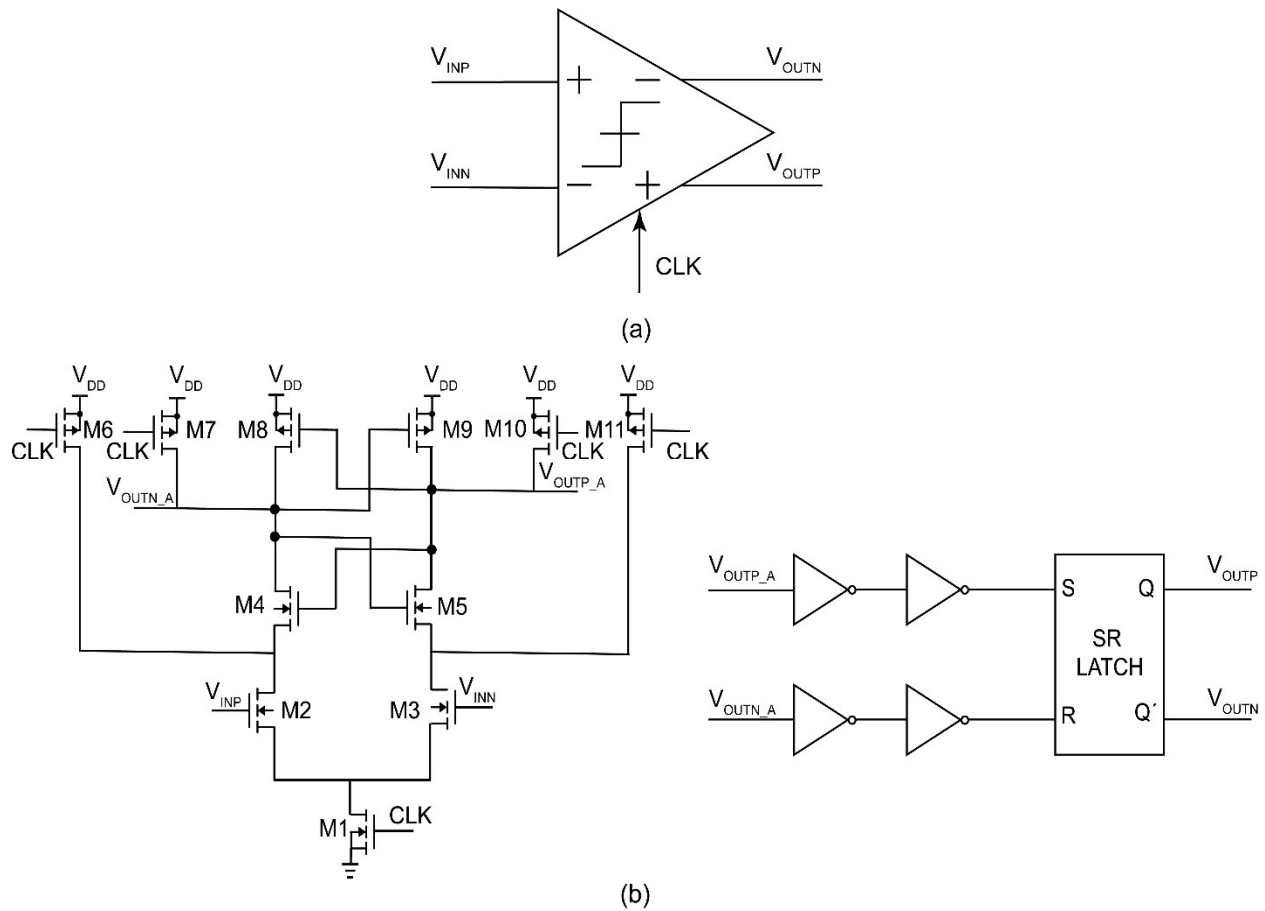 V_INP
V_OUTN
+ −
V_INN
V_OUTP
− +
CLK
(a)
V_DD V_DD V_DD V_DD V_DD V_DD
M6 M7 M8 M9 M10 M11
CLK CLK CLK CLK
V_OUTN_A V_OUTP_A
M4 M5
V_INP M2 M3 V_INN
M1 CLK
V_OUTP_A S Q V_OUTP
SR
LATCH
V_OUTN_A R Q´ V_OUTN
(b)